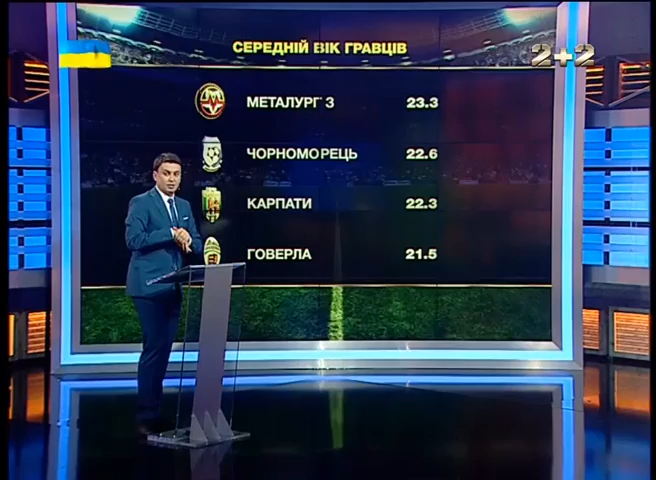 СЕРЕДНІЙ ВІК ГРАВЦІВ
2+2
МЕТАЛУРГ З 23.3
ЧОРНОМОРЕЦЬ 22.6
КАРПАТИ 22.3
ГОВЕРЛА 21.5